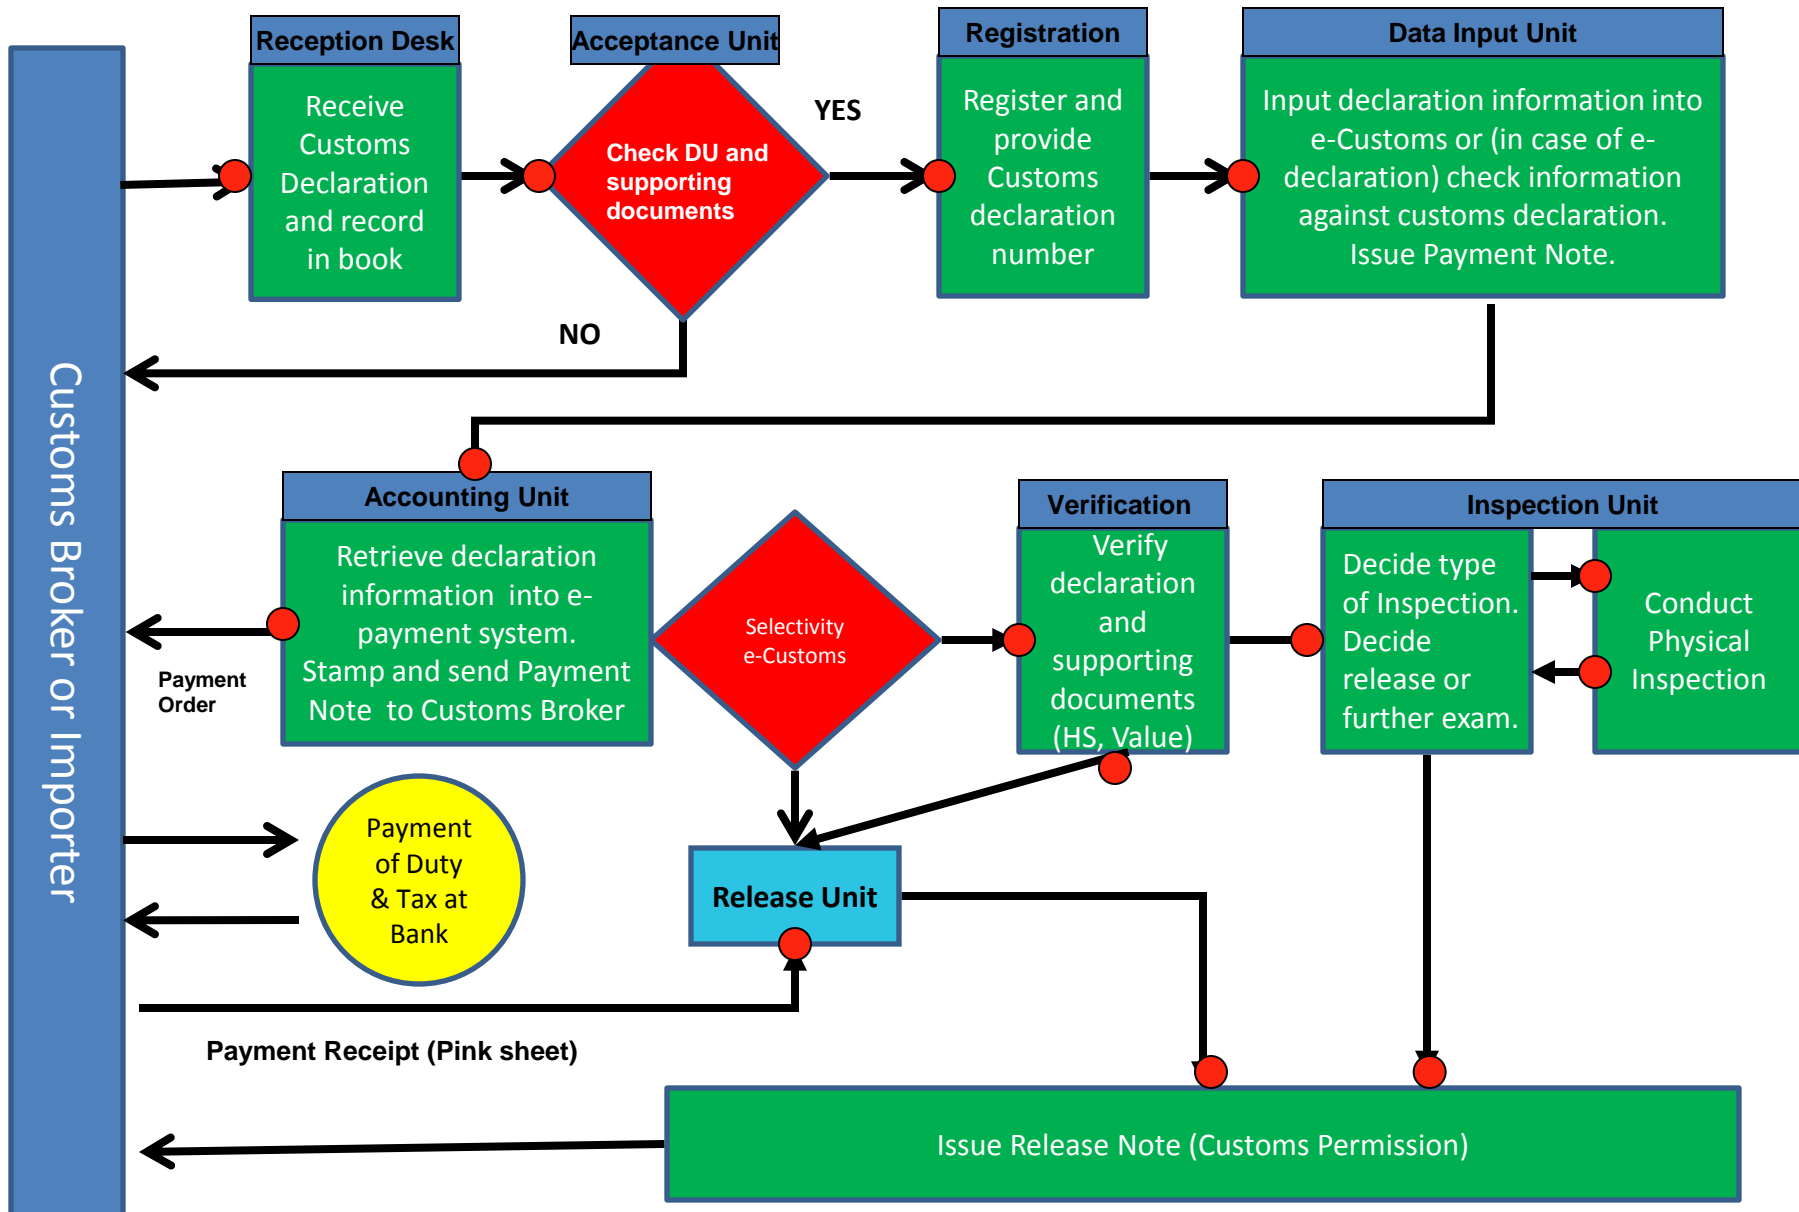 Customs Broker or Importer
Reception Desk
Receive
Customs
Declaration
and record
in book
Acceptance Unit
Check DU and
supporting
documents
YES
NO
Registration
Register and
provide
Customs
declaration
number
Data Input Unit
Input declaration information into
e-Customs or (in case of e-
declaration) check information
against customs declaration.
Issue Payment Note.
Accounting Unit
Retrieve declaration
information into e-
payment system.
Stamp and send Payment
Note to Customs Broker
Payment
Order
Selectivity
e-Customs
Verification
Verify
declaration
and
supporting
documents
(HS, Value)
Inspection Unit
Decide type
of Inspection.
Decide
release or
further exam.
Conduct
Physical
Inspection
Payment
of Duty
& Tax at
Bank
Release Unit
Payment Receipt (Pink sheet)
Issue Release Note (Customs Permission)